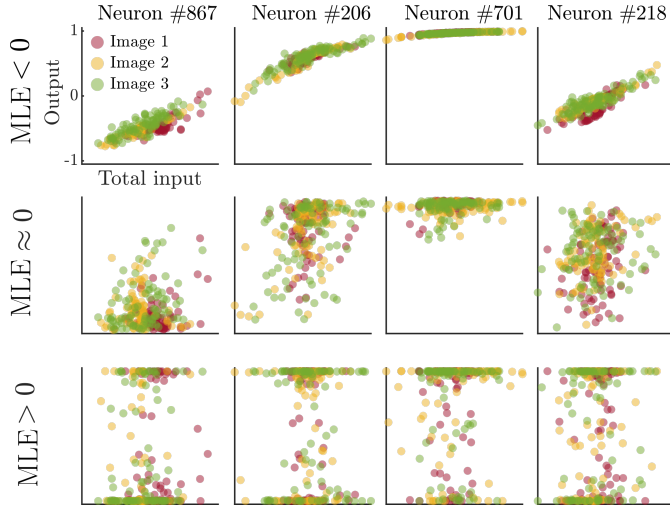 Neuron #867
Neuron #206
Neuron #701
Neuron #218
MLE < 0
Output
1
0
-1
Image 1
Image 2
Image 3
Total input
MLE ≈ 0
MLE > 0